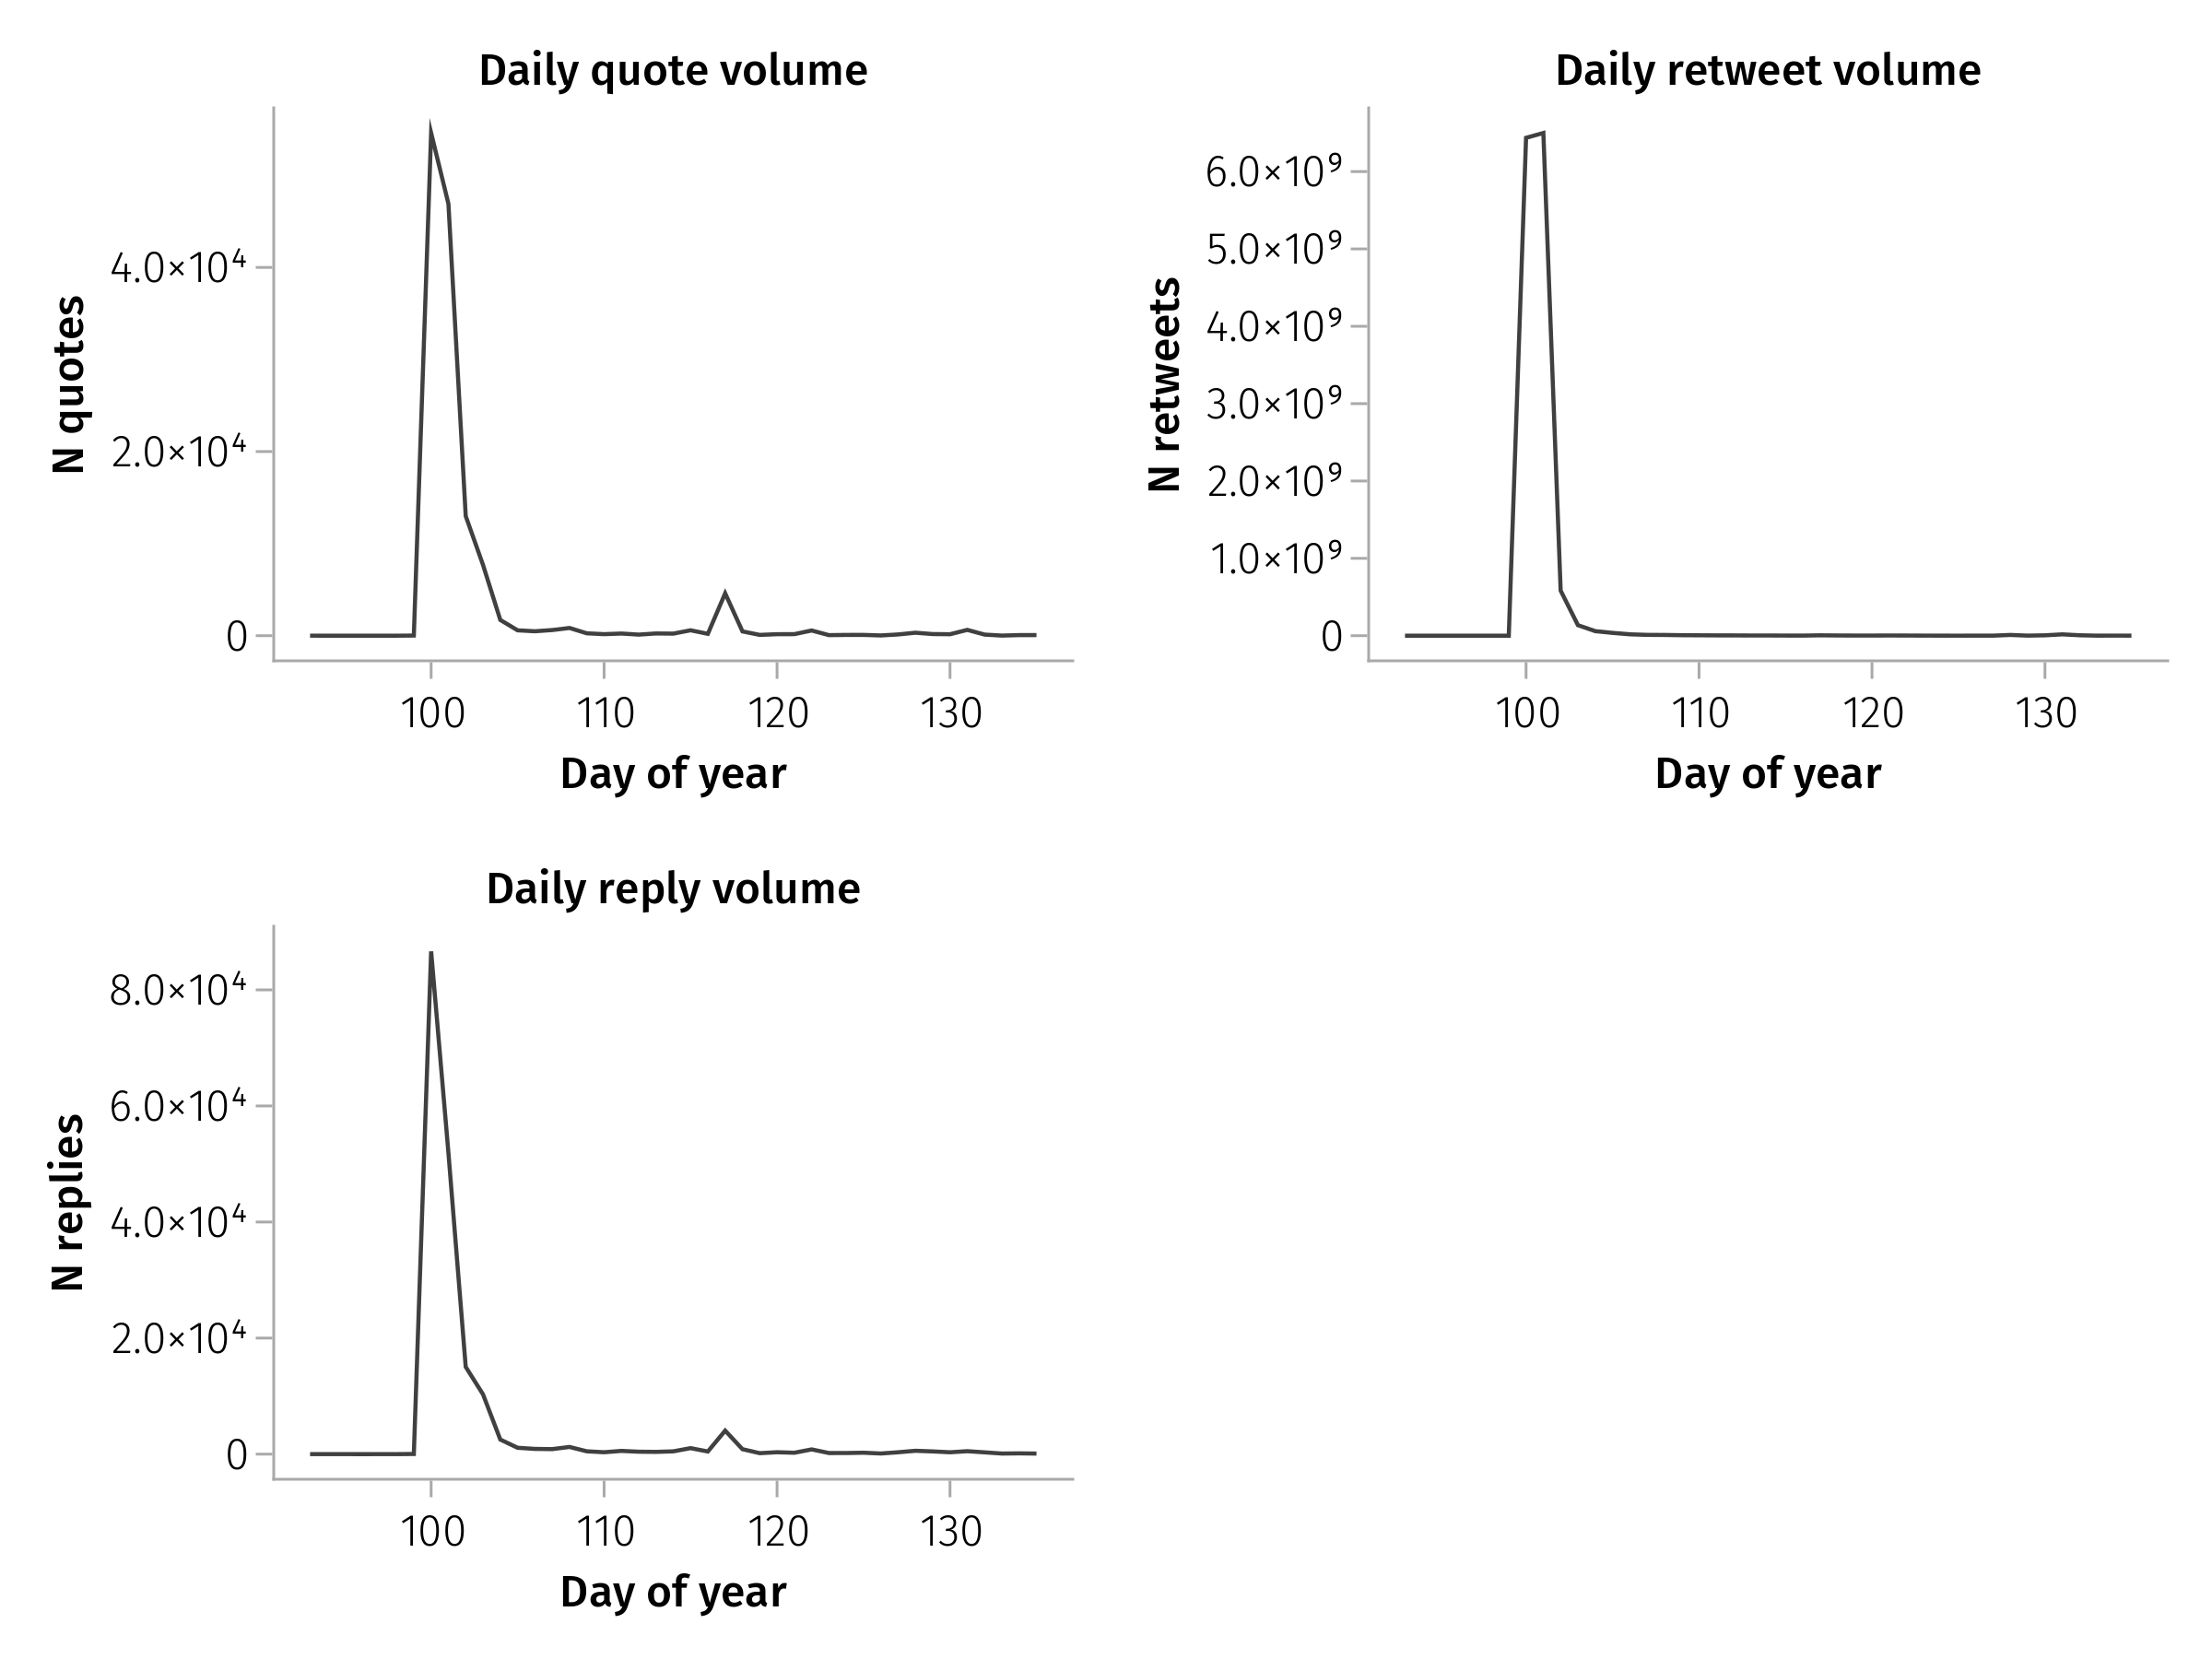 Daily quote volume
N quotes
4.0×10⁴
2.0×10⁴
0
100 110 120 130
Day of year
Daily retweet volume
N retweets
6.0×10⁹
5.0×10⁹
4.0×10⁹
3.0×10⁹
2.0×10⁹
1.0×10⁹
0
100 110 120 130
Day of year
Daily reply volume
N replies
8.0×10⁴
6.0×10⁴
4.0×10⁴
2.0×10⁴
0
100 110 120 130
Day of year